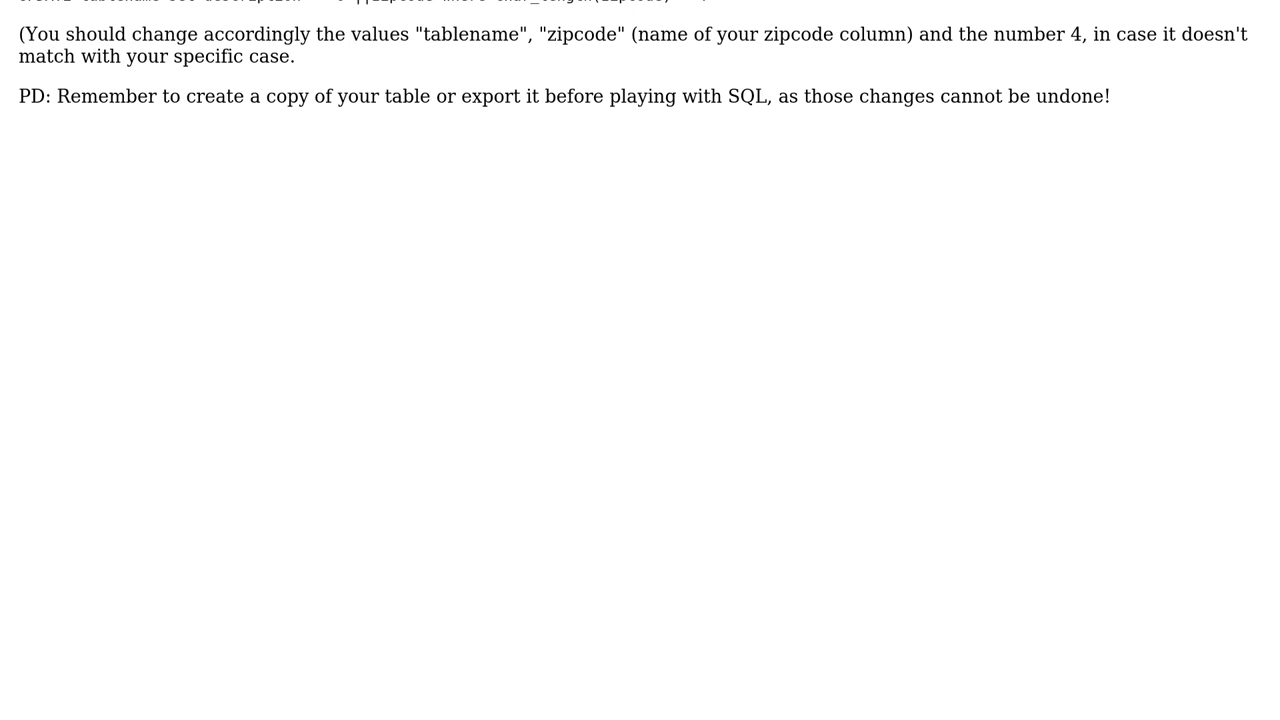 (You should change accordingly the values "tablename", "zipcode" (name of your zipcode column) and the number 4, in case it doesn't
match with your specific case.
PD: Remember to create a copy of your table or export it before playing with SQL, as those changes cannot be undone!